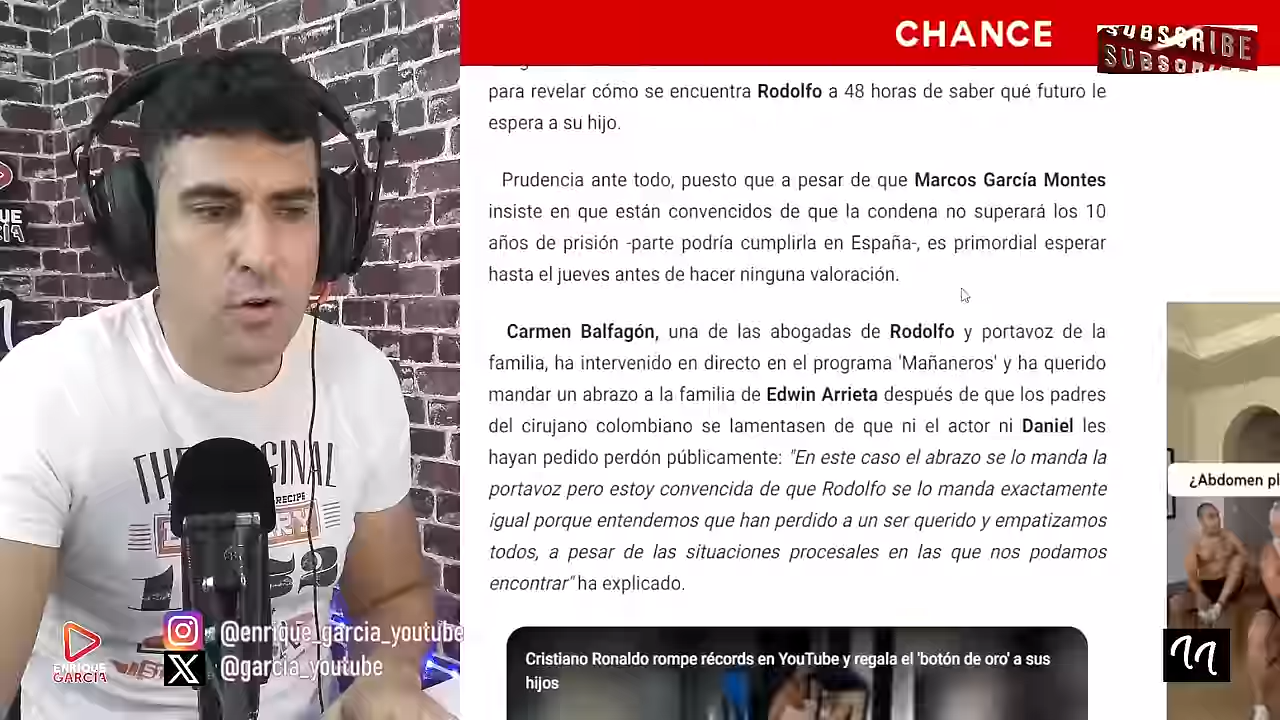 CHANCE
SUBSCRIBE
para revelar cómo se encuentra Rodolfo a 48 horas de saber qué futuro le
espera a su hijo.
Prudencia ante todo, puesto que a pesar de que Marcos García Montes
insiste en que están convencidos de que la condena no superará los 10
años de prisión -parte podría cumplirla en España-, es primordial esperar
hasta el jueves antes de hacer ninguna valoración.
Carmen Balfagón, una de las abogadas de Rodolfo y portavoz de la
familia, ha intervenido en directo en el programa 'Mañaneros' y ha querido
mandar un abrazo a la familia de Edwin Arrieta después de que los padres
del cirujano colombiano se lamentasen de que ni el actor ni Daniel les
hayan pedido perdón públicamente: "En este caso el abrazo se lo manda la
portavoz pero estoy convencida de que Rodolfo se lo manda exactamente
igual porque entendemos que han perdido a un ser querido y empatizamos
todos, a pesar de las situaciones procesales en las que nos podamos
encontrar" ha explicado.
Cristiano Ronaldo rompe récords en YouTube y regala el 'botón de oro' a sus
hijos
¿Abdomen pl
THE ORIGINAL
RECIPE
@enrique_garcia_youtube
@garcia_youtube
ENRIQUE
GARCÍA